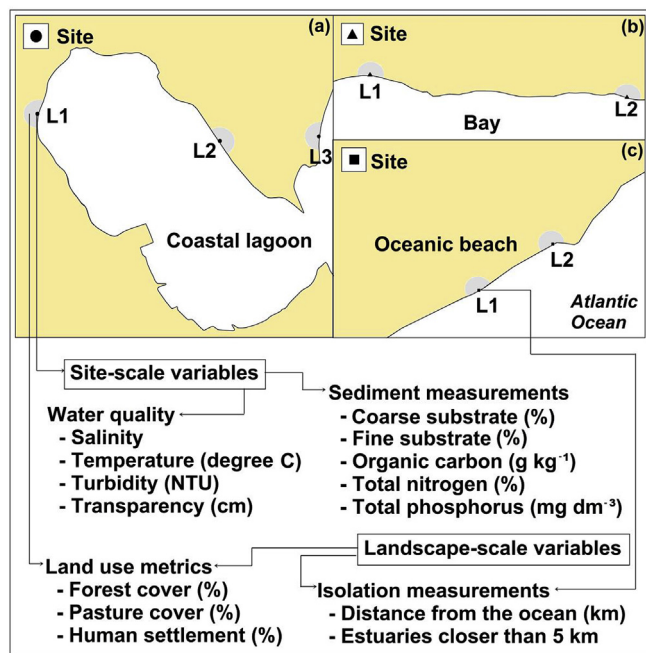 Site (a)
L1
L2
L3
Coastal lagoon
Site (b)
L1
L2
Bay
Site (c)
Oceanic beach
L2
L1
Atlantic
Ocean
Site-scale variables
Water quality
- Salinity
- Temperature (degree C)
- Turbidity (NTU)
- Transparency (cm)
Sediment measurements
- Coarse substrate (%)
- Fine substrate (%)
- Organic carbon (g kg⁻¹)
- Total nitrogen (%)
- Total phosphorus (mg dm⁻³)
Landscape-scale variables
Land use metrics
- Forest cover (%)
- Pasture cover (%)
- Human settlement (%)
Isolation measurements
- Distance from the ocean (km)
- Estuaries closer than 5 km